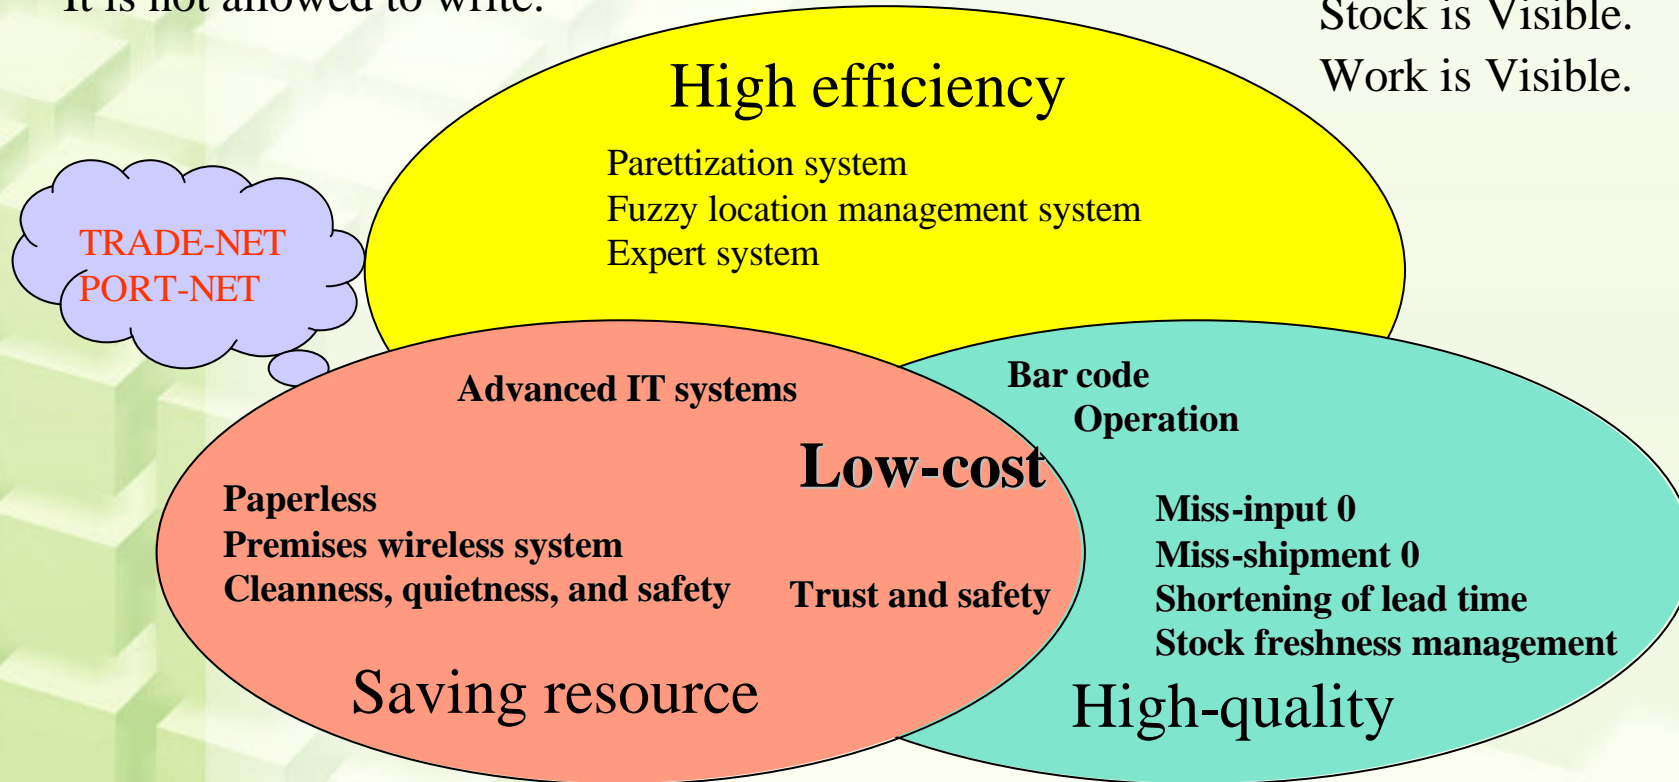 It is not allowed to write.
Stock is Visible.
Work is Visible.
High efficiency
Parettization system
Fuzzy location management system
Expert system
TRADE-NET
PORT-NET
Advanced IT systems
Bar code
Operation
Low-cost
Paperless
Premises wireless system
Cleanness, quietness, and safety
Trust and safety
Miss-input 0
Miss-shipment 0
Shortening of lead time
Stock freshness management
Saving resource
High-quality